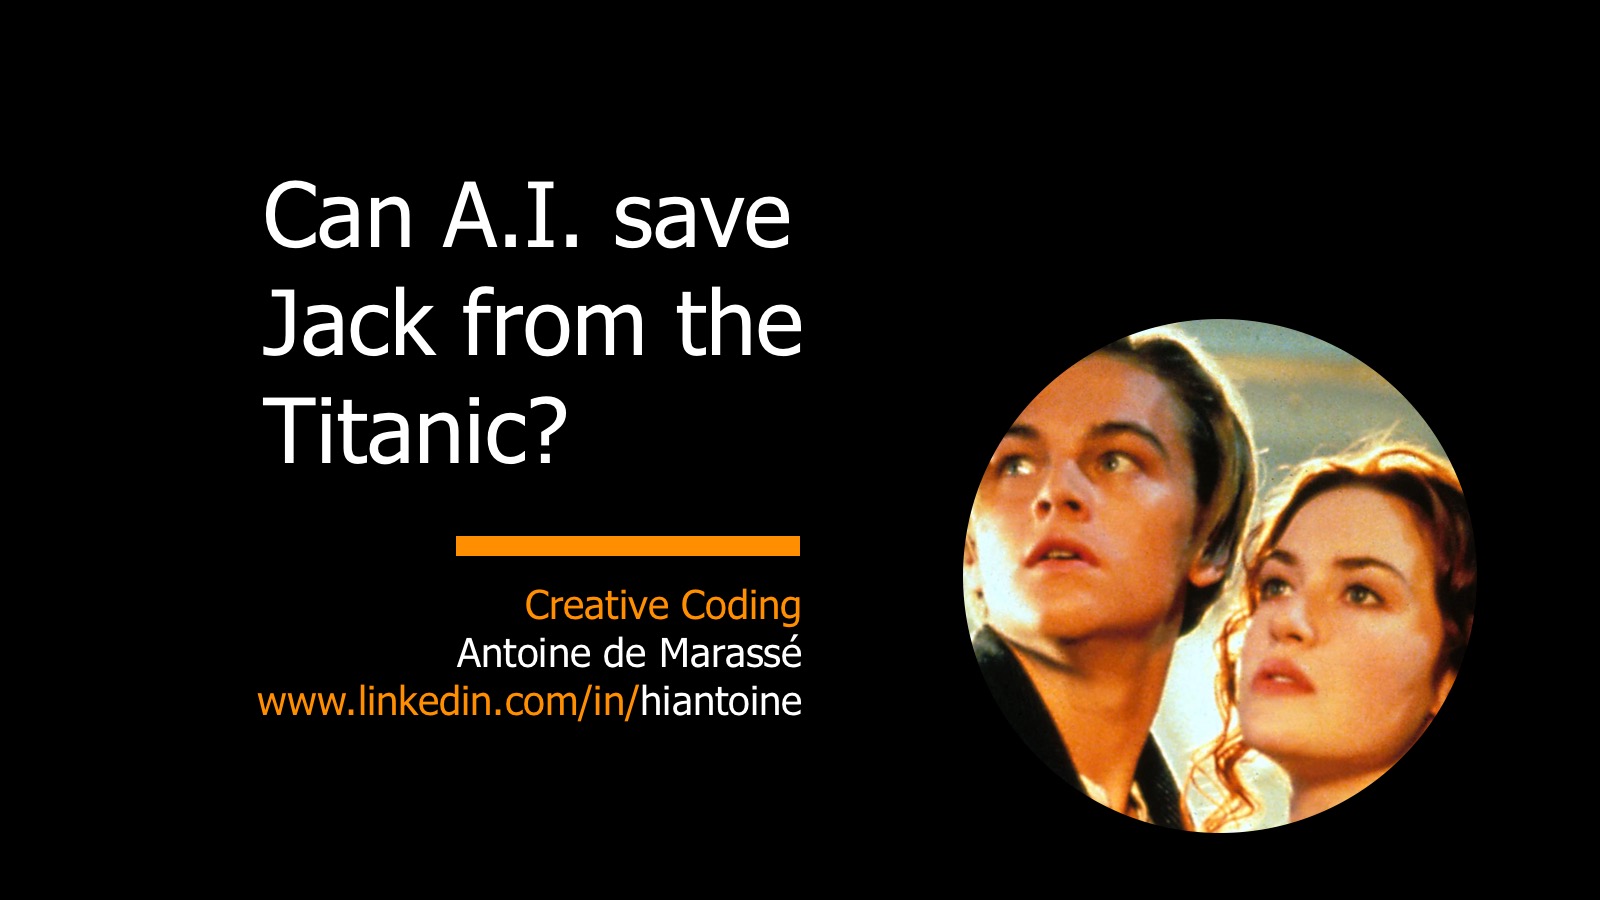 Can A.I. save
Jack from the
Titanic?
Creative Coding
Antoine de Marassé
www.linkedin.com/in/hiantoine